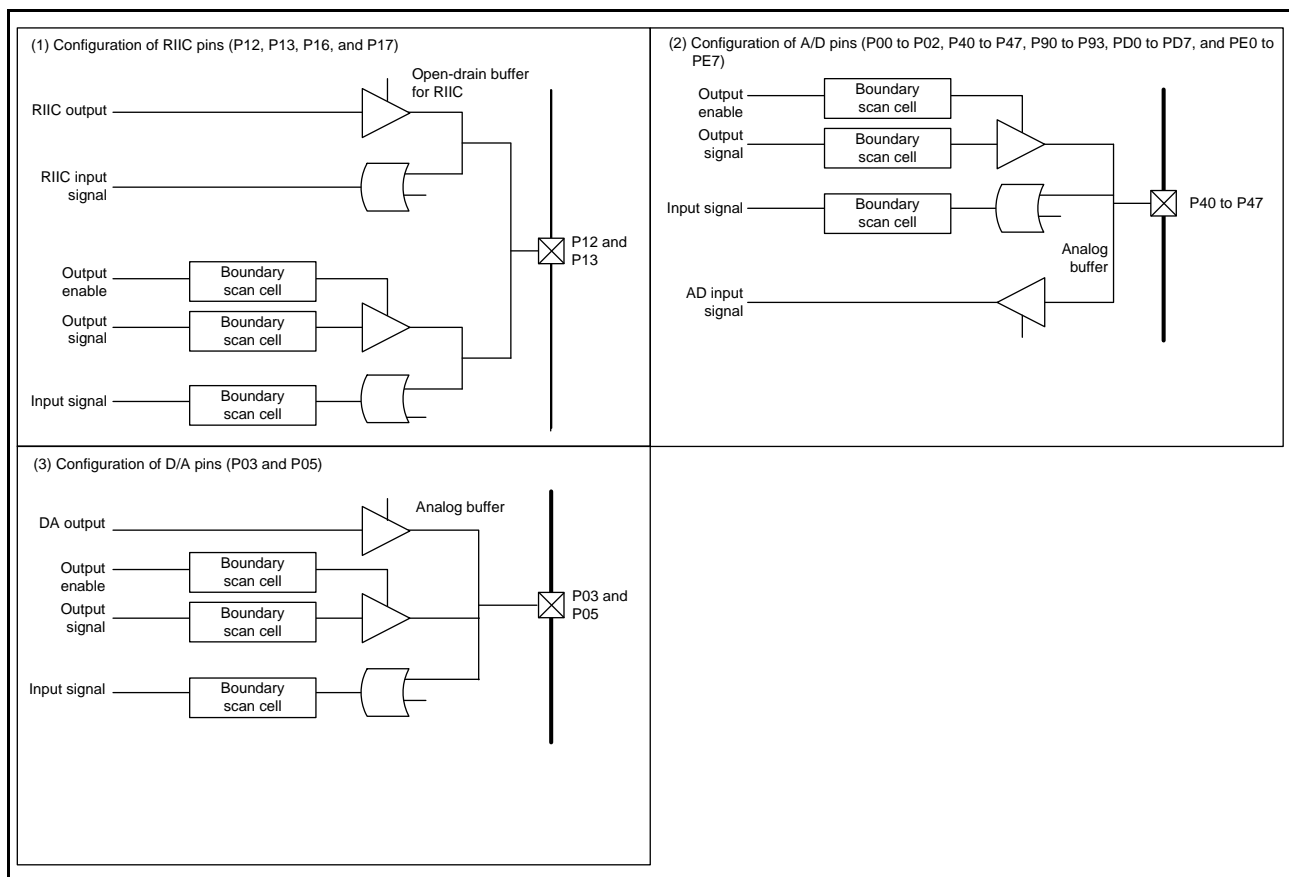 (1) Configuration of RIIC pins (P12, P13, P16, and P17)
Open-drain buffer
for RIIC
RIIC output
RIIC input
signal
P12 and
P13
Output
enable
Boundary
scan cell
Output
signal
Boundary
scan cell
Input signal
Boundary
scan cell
(2) Configuration of A/D pins (P00 to P02, P40 to P47, P90 to P93, PD0 to PD7, and PE0 to
PE7)
Output
enable
Boundary
scan cell
Output
signal
Boundary
scan cell
Input signal
Boundary
scan cell
P40 to P47
Analog
buffer
AD input
signal
(3) Configuration of D/A pins (P03 and P05)
Analog buffer
DA output
Output
enable
Boundary
scan cell
Output
signal
Boundary
scan cell
P03 and
P05
Input signal
Boundary
scan cell